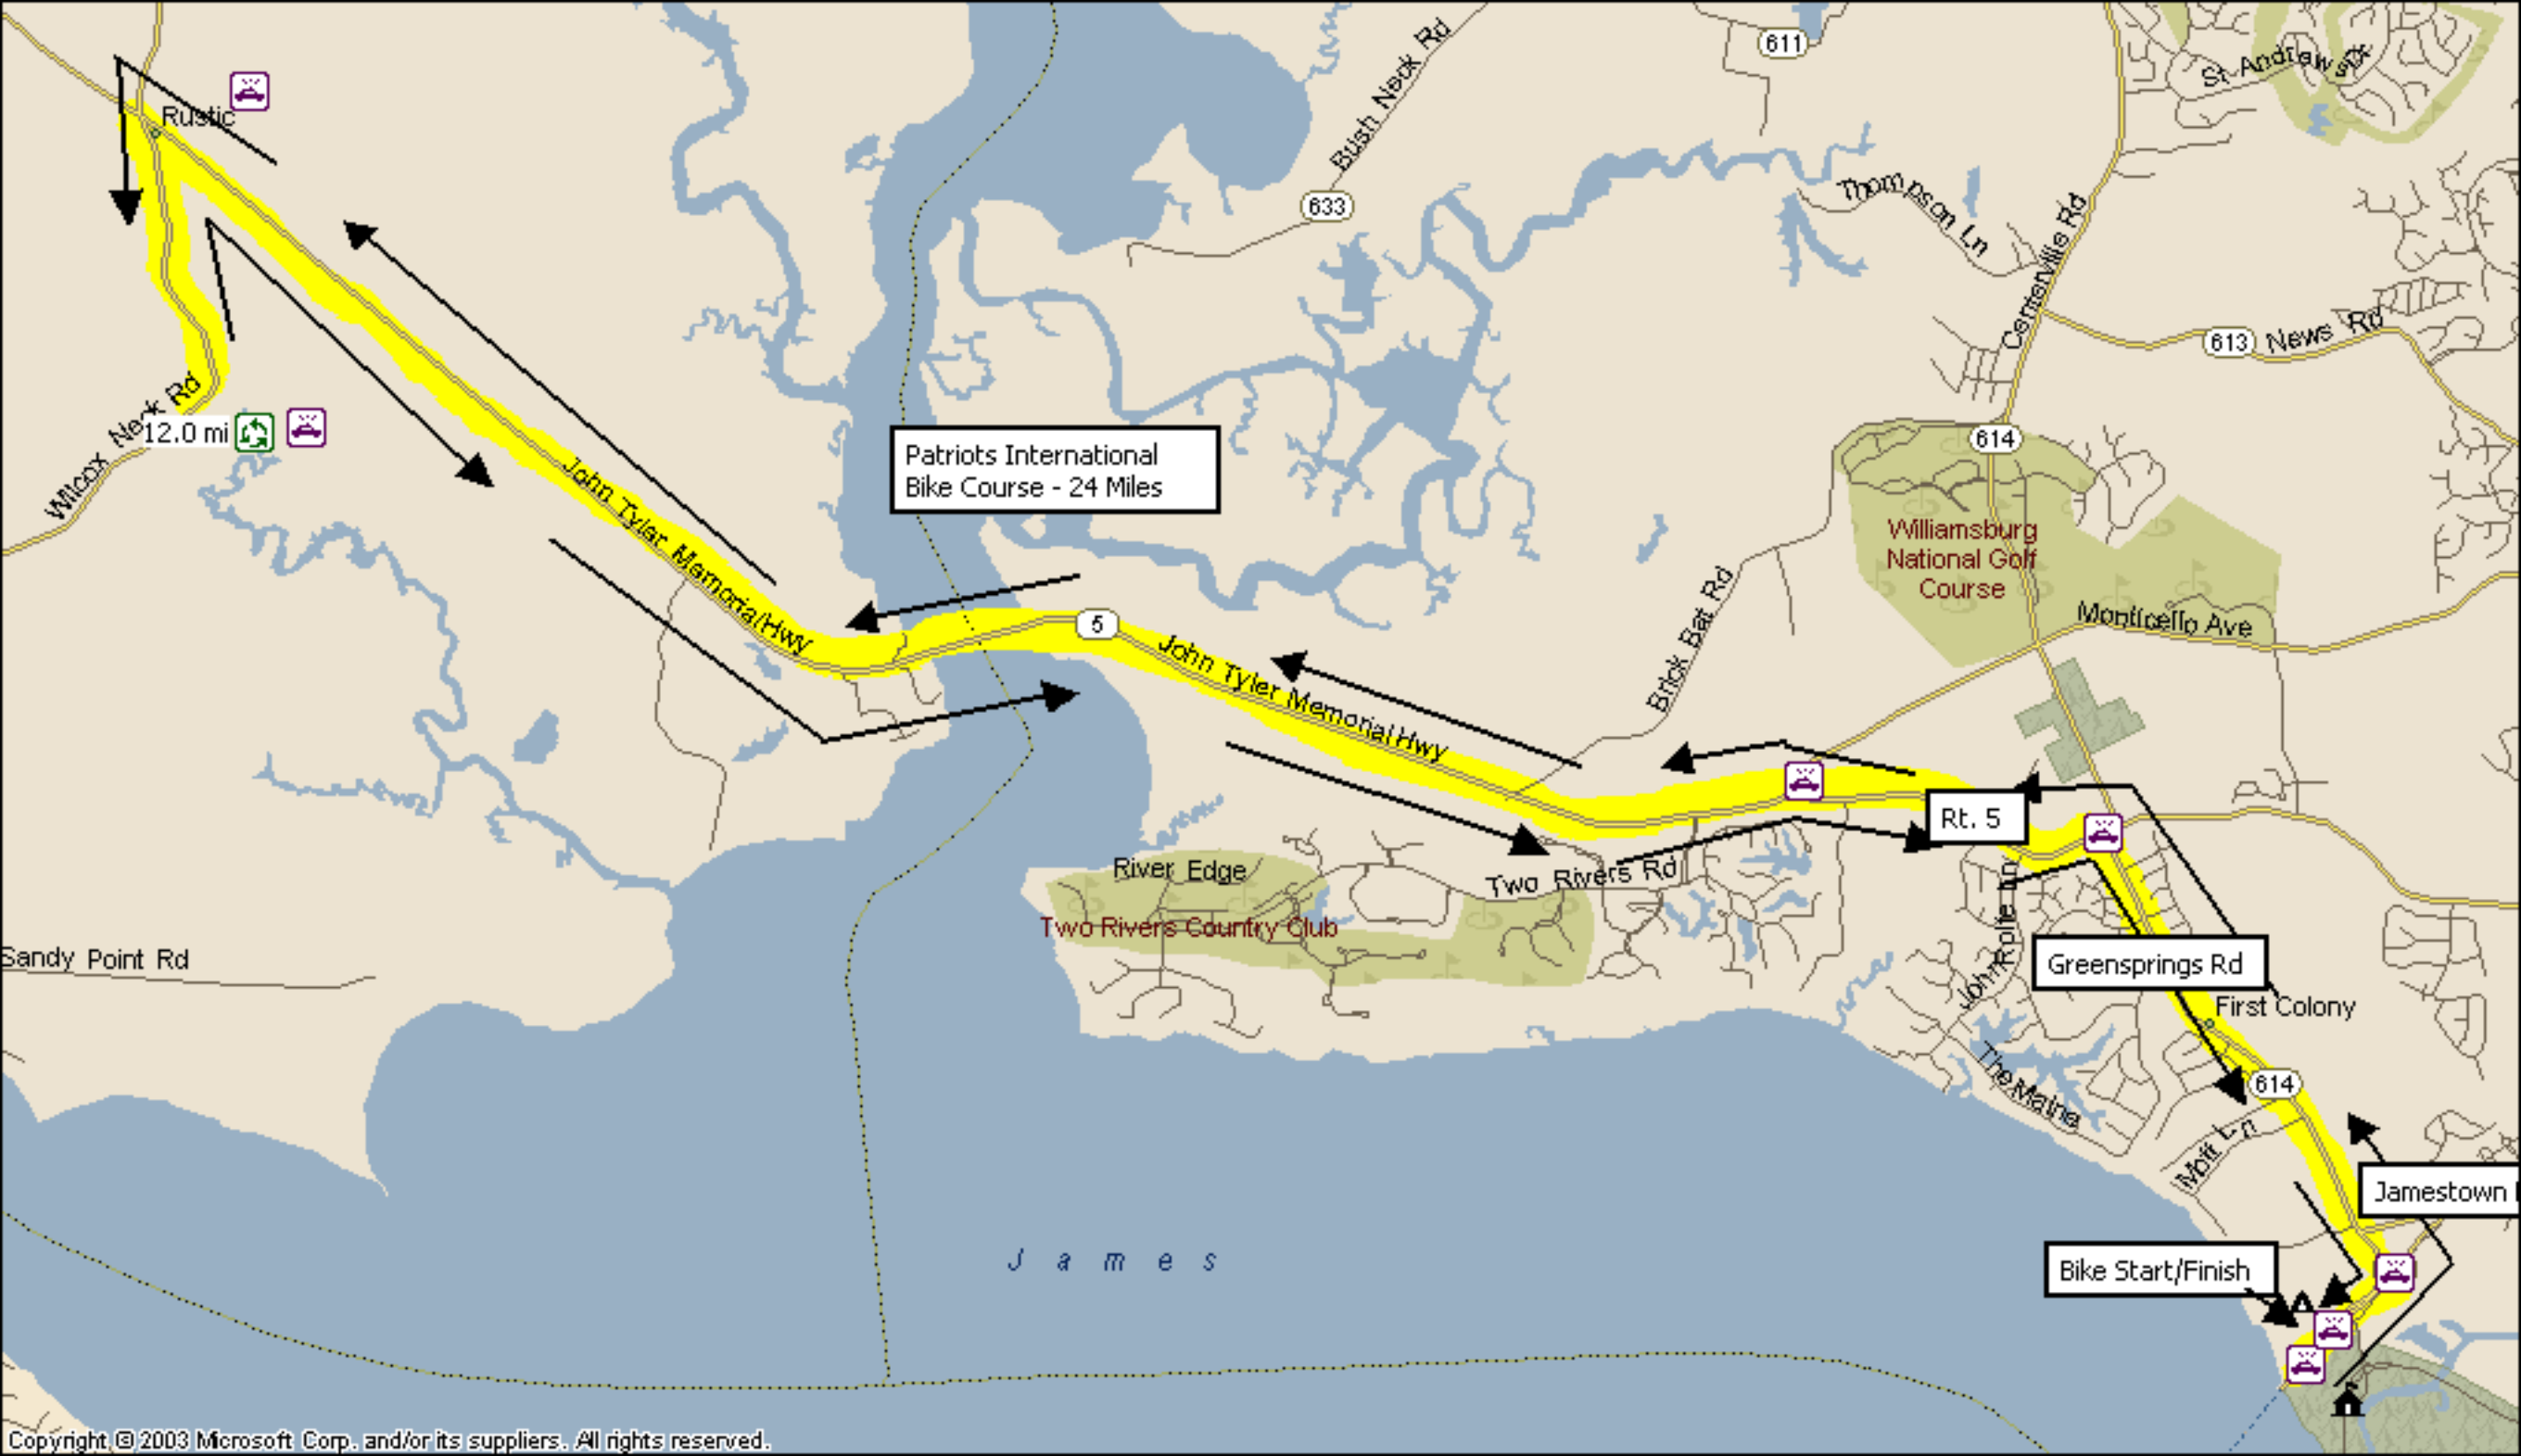 611
St Andrews Dr
Bush Neck Rd
Rustic
633
Thompson Ln
Centerville Rd
613
News Rd
Wilcox Neck Rd
12.0 mi
614
Patriots International
Bike Course - 24 Miles
John Tyler Memorial Hwy
Williamsburg
National Golf
Course
Brick Bat Rd
Monticello Ave
5
John Tyler Memorial Hwy
Rt. 5
River Edge
Two Rivers Rd
Two Rivers Country Club
John Rolfe Ln
Sandy Point Rd
Greensprings Rd
First Colony
The Maine
614
Mott Ln
Jamestown
James
Bike Start/Finish
Copyright © 2003 Microsoft Corp. and/or its suppliers. All rights reserved.